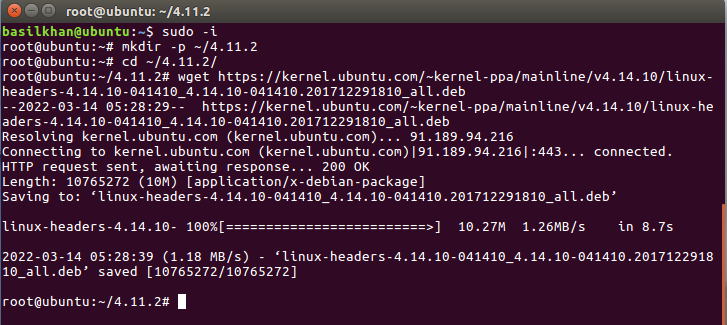 root@ubuntu: ~/4.11.2
basilkhan@ubuntu:~$ sudo -i
root@ubuntu:~# mkdir -p ~/4.11.2
root@ubuntu:~# cd ~/4.11.2/
root@ubuntu:~/4.11.2# wget https://kernel.ubuntu.com/~kernel-ppa/mainline/v4.14.10/linux-
headers-4.14.10-041410_4.14.10-041410.201712291810_all.deb
--2022-03-14 05:28:29--  https://kernel.ubuntu.com/~kernel-ppa/mainline/v4.14.10/linux-he
aders-4.14.10-041410_4.14.10-041410.201712291810_all.deb
Resolving kernel.ubuntu.com (kernel.ubuntu.com)... 91.189.94.216
Connecting to kernel.ubuntu.com (kernel.ubuntu.com)|91.189.94.216|:443... connected.
HTTP request sent, awaiting response... 200 OK
Length: 10765272 (10M) [application/x-debian-package]
Saving to: ‘linux-headers-4.14.10-041410_4.14.10-041410.201712291810_all.deb’
linux-headers-4.14.10- 100%[==========================>]  10.27M  1.26MB/s    in 8.7s
2022-03-14 05:28:39 (1.18 MB/s) - ‘linux-headers-4.14.10-041410_4.14.10-041410.2017122918
10_all.deb’ saved [10765272/10765272]
root@ubuntu:~/4.11.2#